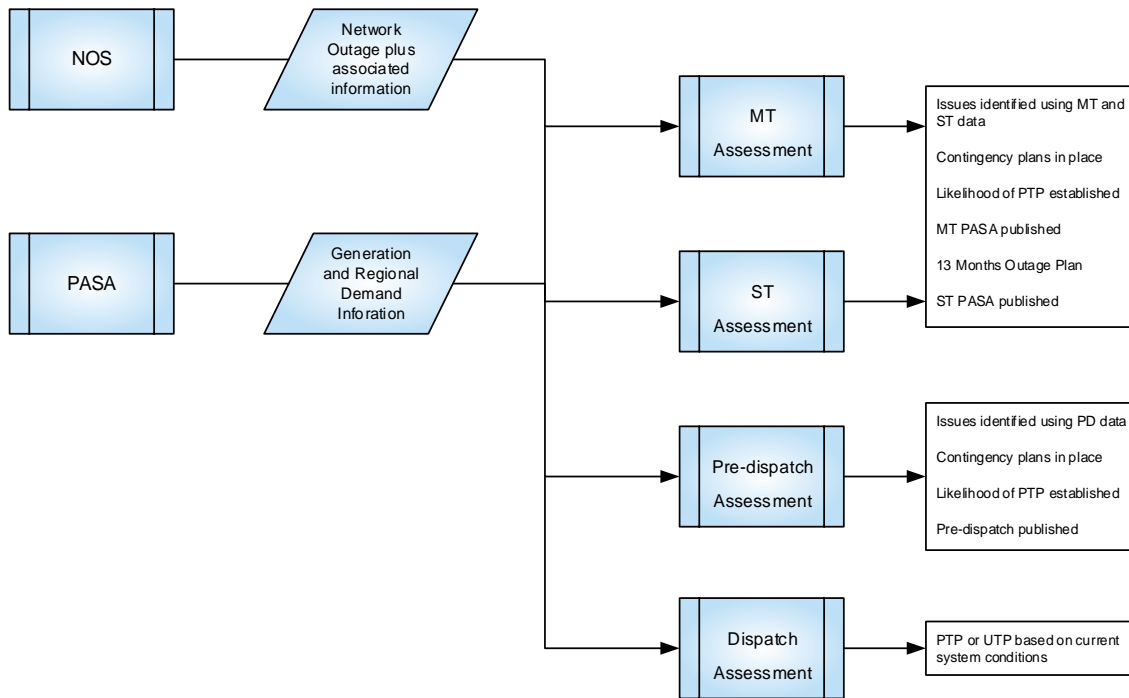 NOS
Network
Outage plus
associated
information
PASA
Generation
and Regional
Demand
Inforation
MT
Assessment
ST
Assessment
Pre-dispatch
Assessment
Dispatch
Assessment
Issues identified using MT and
ST data
Contingency plans in place
Likelihood of PTP established
MT PASA published
13 Months Outage Plan
ST PASA published
Issues identified using PD data
Contingency plans in place
Likelihood of PTP established
Pre-dispatch published
PTP or UTP based on current
system conditions